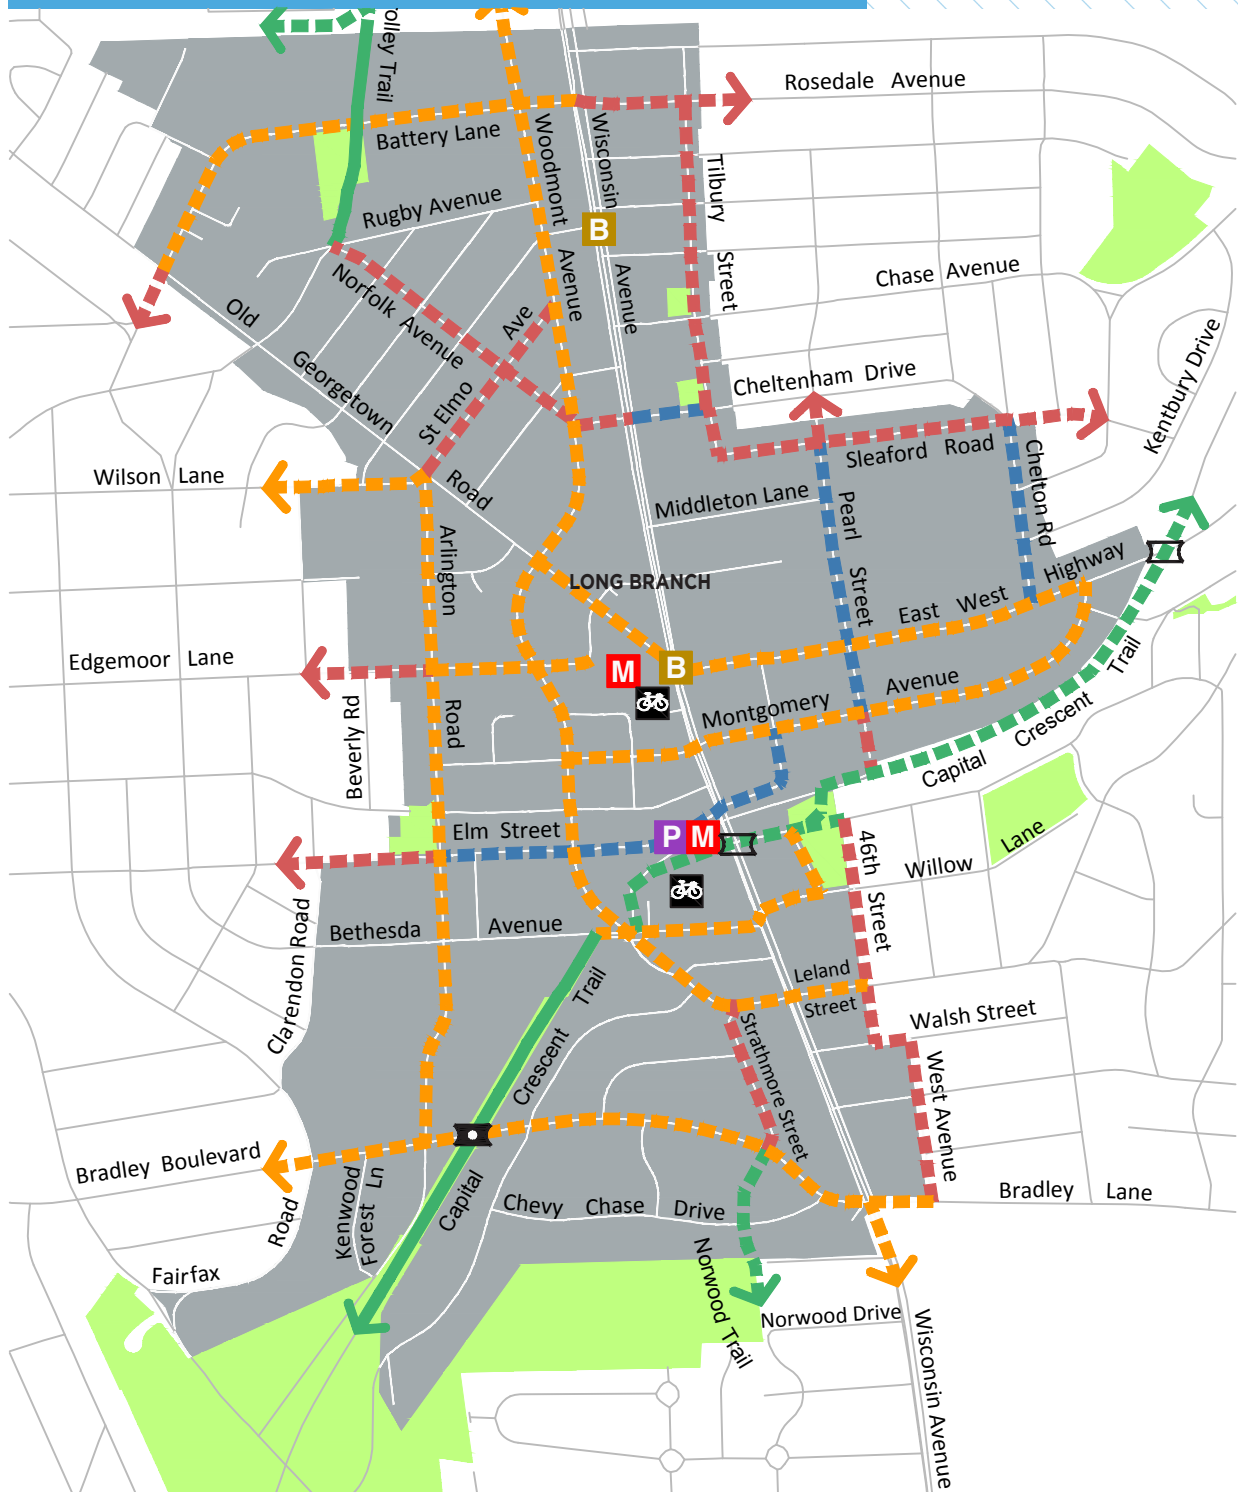 olley Trail
Rosedale Avenue
Battery Lane
Woodmont
Avenue
Wisconsin
Avenue
Tilbury
Street
Rugby Avenue
B
Chase Avenue
Norfolk Avenue
Old
Georgetown
Road
St Elmo
Ave
Cheltenham Drive
Kentbury Drive
Sleaford Road
Chelton Rd
Wilson Lane
Middleton Lane
Pearl
Street
Arlington
Road
LONG BRANCH
East West
Highway
Edgemoor Lane
M
B
Beverly Rd
Montgomery
Avenue
Capital
Crescent
Trail
Elm Street
P
M
46th
Street
Willow
Lane
Bethesda Avenue
Clarendon Road
Leland
Street
Walsh Street
Trail
Crescent
Capital
Strathmore Street
West Avenue
Bradley Boulevard
Bradley Lane
Kenwood
Forest Ln
Road
Fairfax
Chevy Chase Drive
Norwood Trail
Norwood Drive
Wisconsin Avenue